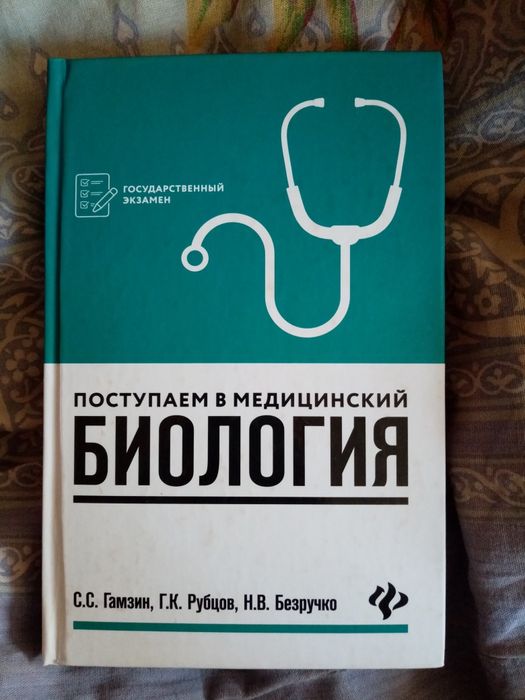 ГОСУДАРСТВЕННЫЙ
ЭКЗАМЕН
ПОСТУПАЕМ В МЕДИЦИНСКИЙ
БИОЛОГИЯ
С.С. Гамзин, Г.К. Рубцов, Н.В. Безручко